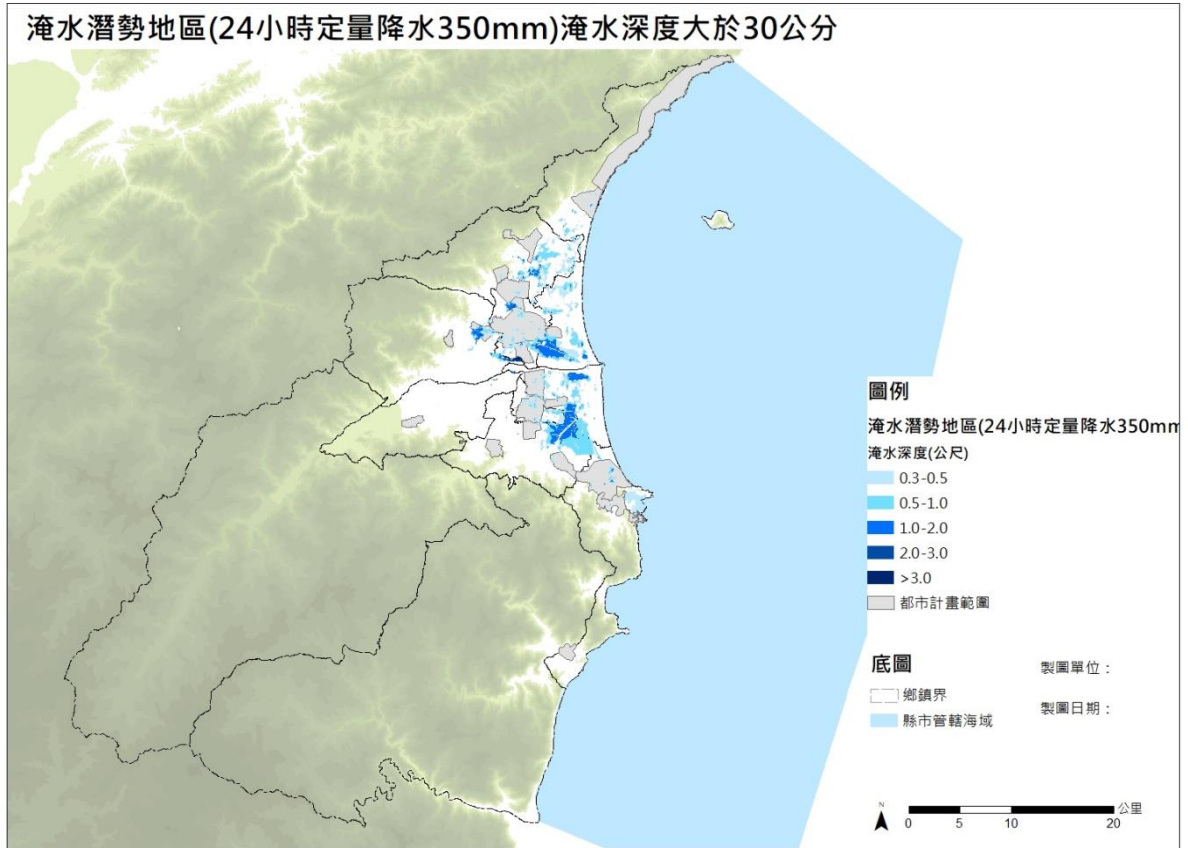 淹水潛勢地區(24小時定量降水350mm)淹水深度大於30公分
圖例
淹水潛勢地區(24小時定量降水350mm
淹水深度(公尺)
0.3-0.5
0.5-1.0
1.0-2.0
2.0-3.0
>3.0
都市計畫範圍
底圖
鄉鎮界
縣市管轄海域
製圖單位：
製圖日期：
N
0 5 10 20 公里